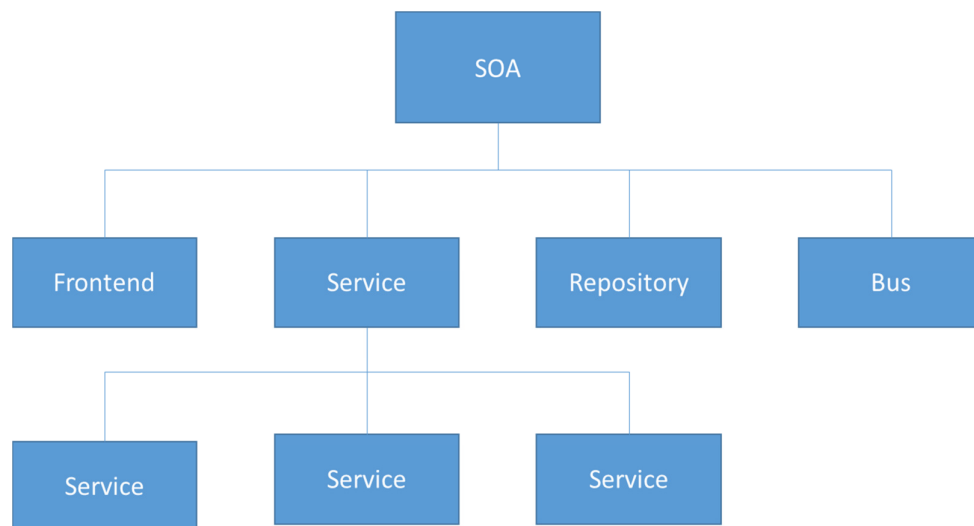 SOA
Frontend
Service
Repository
Bus
Service
Service
Service